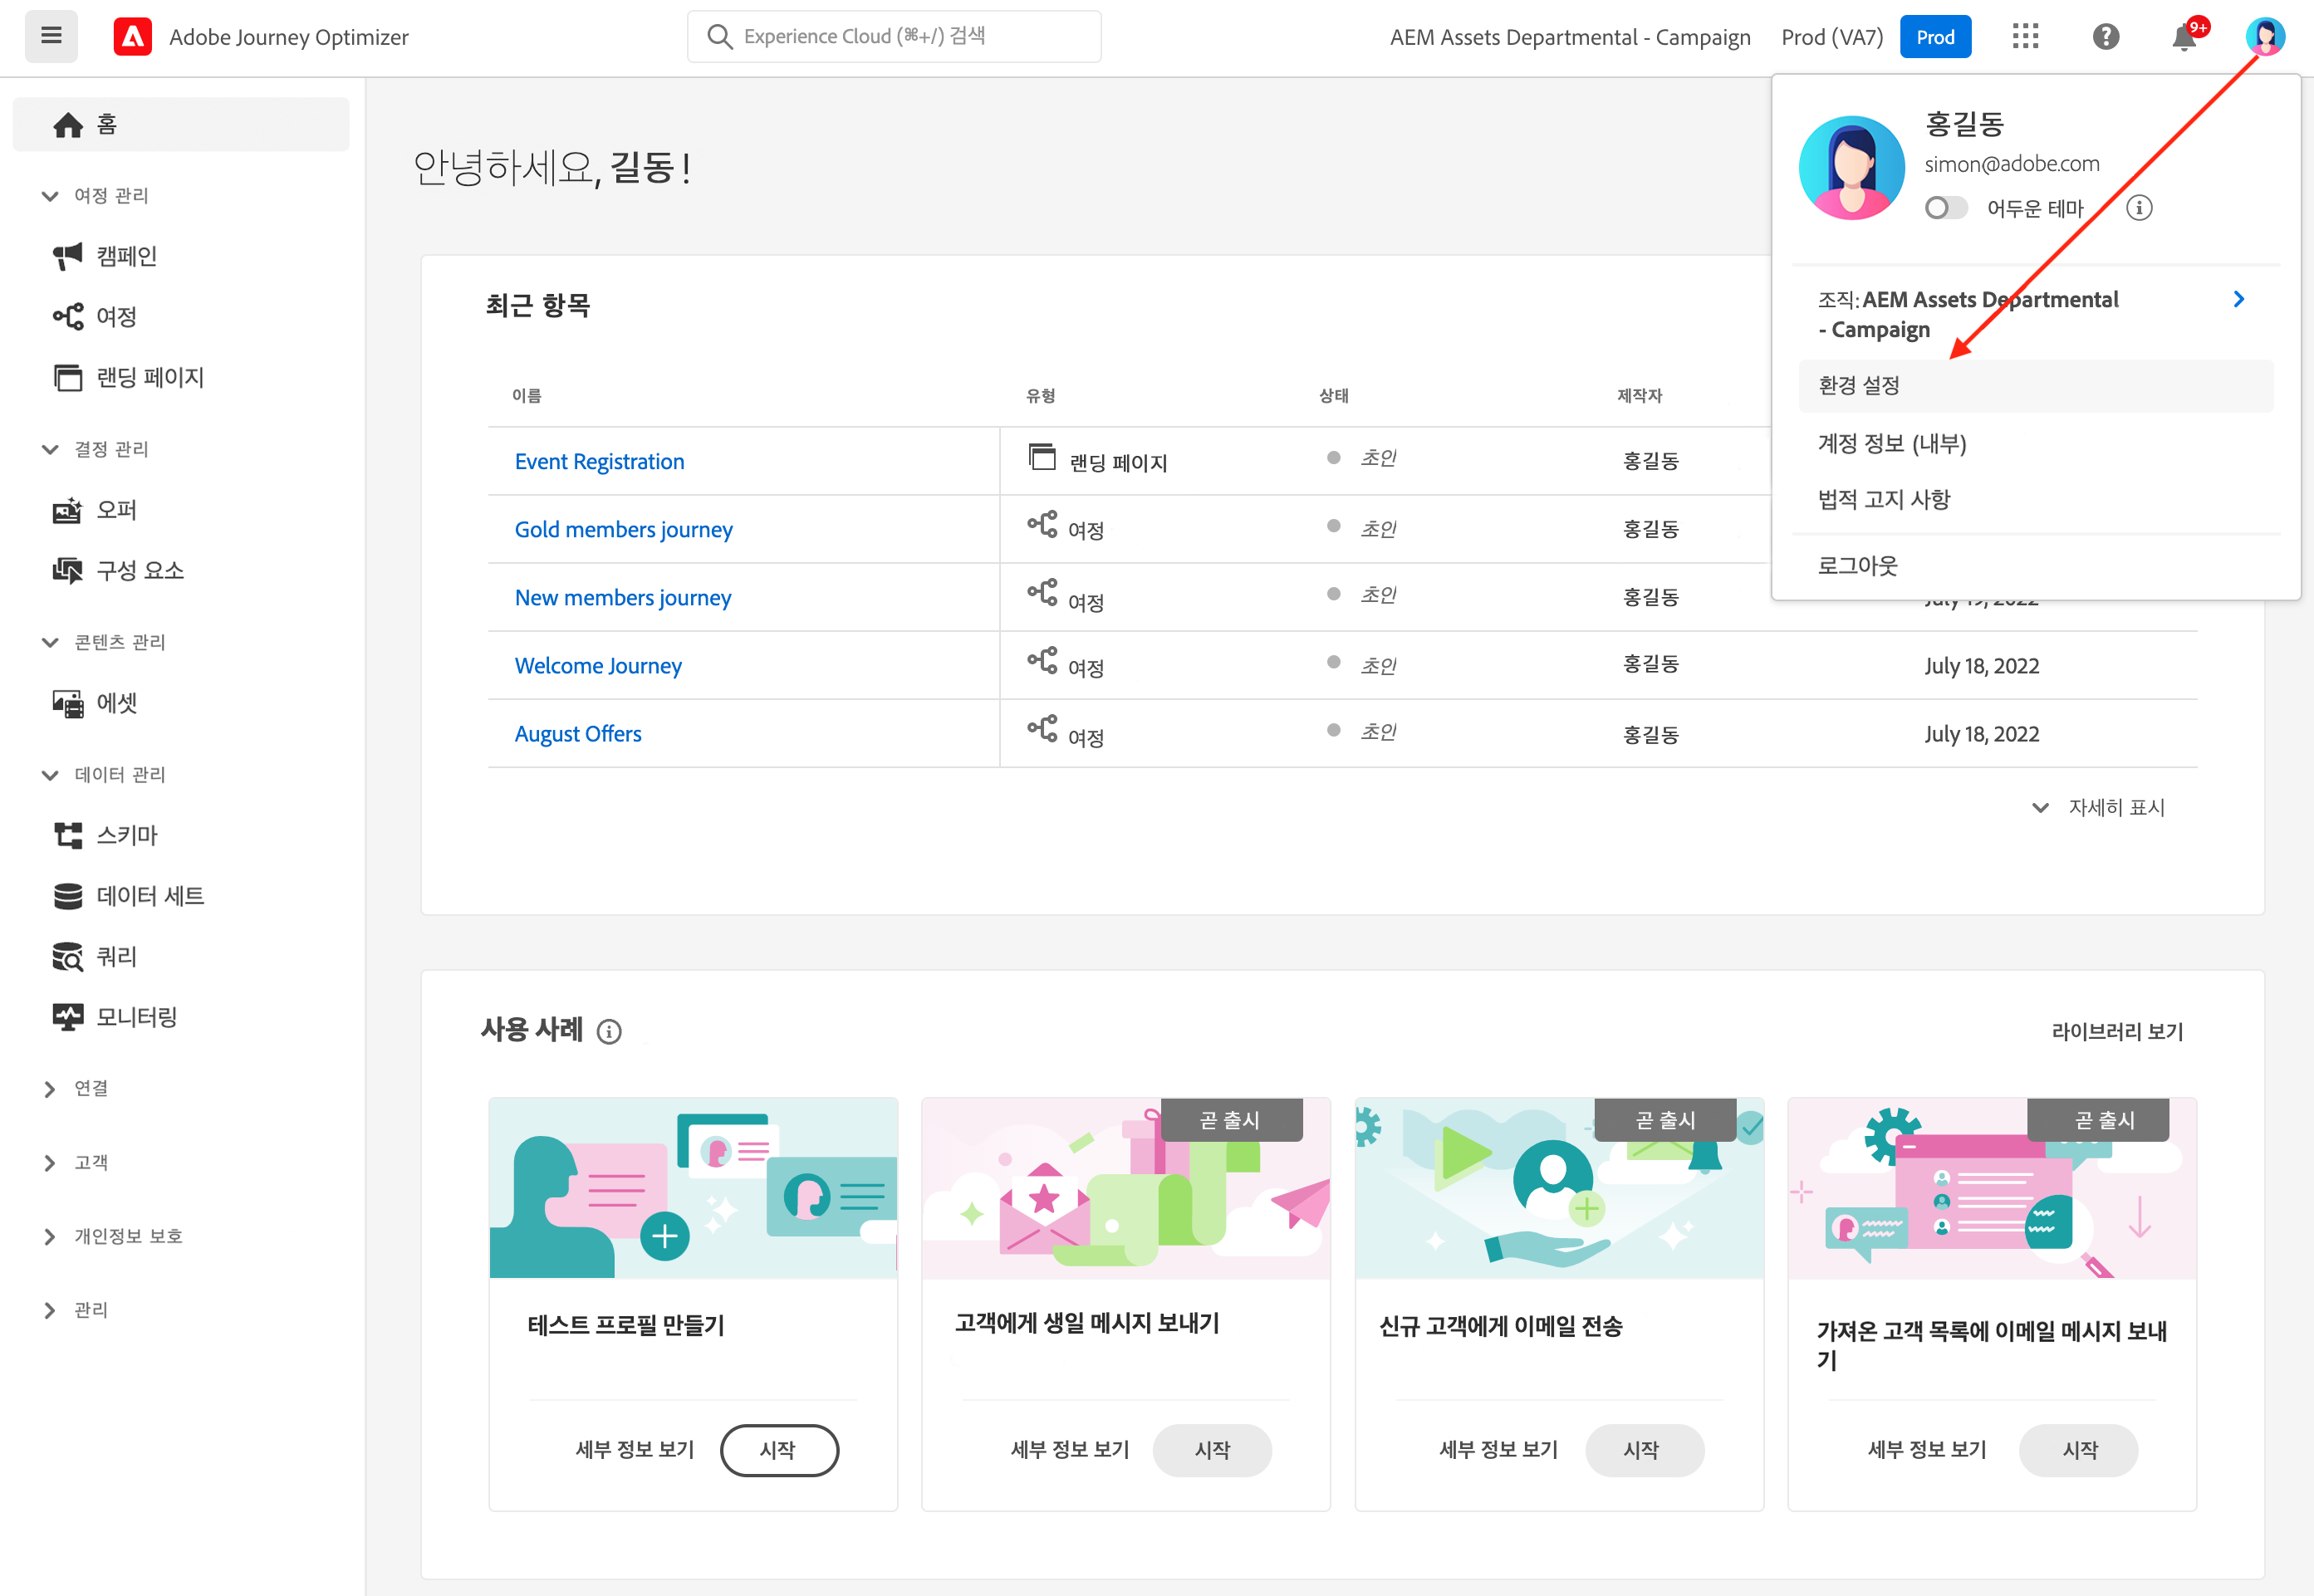 Adobe Journey Optimizer
Experience Cloud (⌘+/) 검색
AEM Assets Departmental - Campaign
Prod (VA7)
Prod
9+
홈
여정 관리
캠페인
여정
랜딩 페이지
결정 관리
오퍼
구성 요소
콘텐츠 관리
에셋
데이터 관리
스키마
데이터 세트
쿼리
모니터링
연결
고객
개인정보 보호
관리
안녕하세요, 길동!
홍길동
simon@adobe.com
어두운 테마
조직: AEM Assets Departmental
- Campaign
환경 설정
계정 정보 (내부)
법적 고지 사항
로그아웃
최근 항목
이름 유형 상태 제작자
Event Registration 랜딩 페이지 초안 홍길동
Gold members journey 여정 초안 홍길동
New members journey 여정 초안 홍길동 July 19, 2022
Welcome Journey 여정 초안 홍길동 July 18, 2022
August Offers 여정 초안 홍길동 July 18, 2022
자세히 표시
사용 사례
라이브러리 보기
테스트 프로필 만들기
세부 정보 보기 시작
곧 출시
고객에게 생일 메시지 보내기
세부 정보 보기 시작
곧 출시
신규 고객에게 이메일 전송
세부 정보 보기 시작
곧 출시
가져온 고객 목록에 이메일 메시지 보내
기
세부 정보 보기 시작